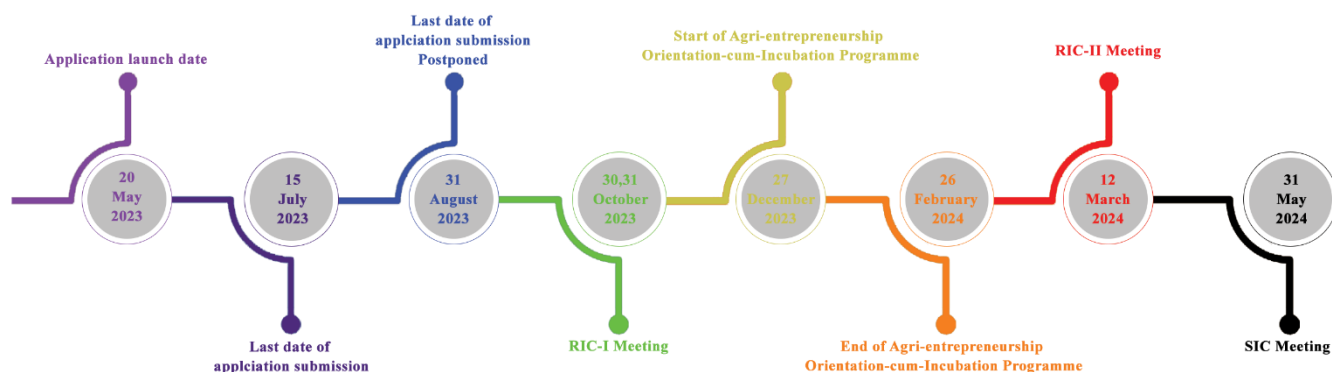 Application launch date
20
May
2023
15
July
2023
Last date of
applciation submission
Last date of
applciation submission
Postponed
31
August
2023
30,31
October
2023
RIC-I Meeting
Start of Agri-entrepreneurship
Orientation-cum-Incubation Programme
27
December
2023
26
February
2024
End of Agri-entrepreneurship
Orientation-cum-Incubation Programme
RIC-II Meeting
12
March
2024
31
May
2024
SIC Meeting